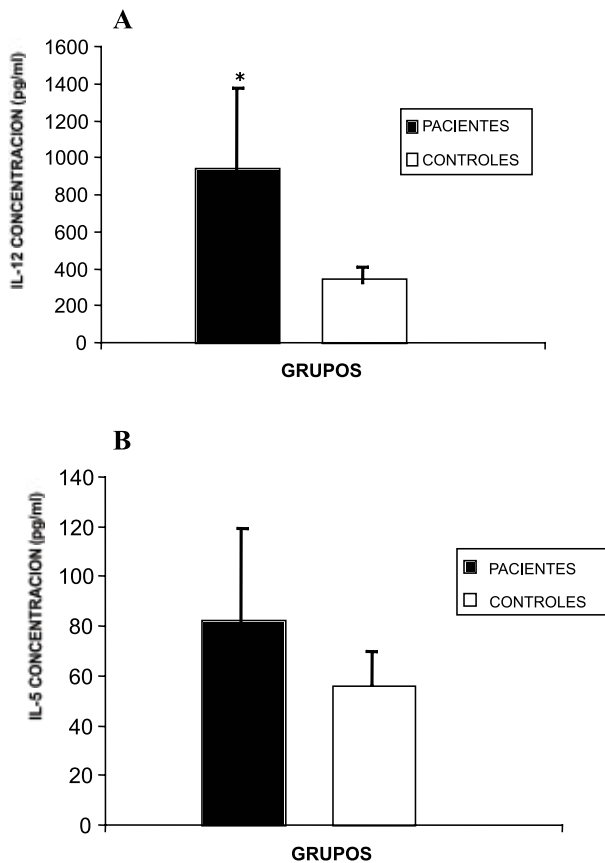 A
IL-12 CONCENTRACION (pg/ml)
1600
1400
1200
1000
800
600
400
200
0
*
PACIENTES
CONTROLES
GRUPOS
B
IL-5 CONCENTRACION (pg/ml)
140
120
100
80
60
40
20
0
PACIENTES
CONTROLES
GRUPOS